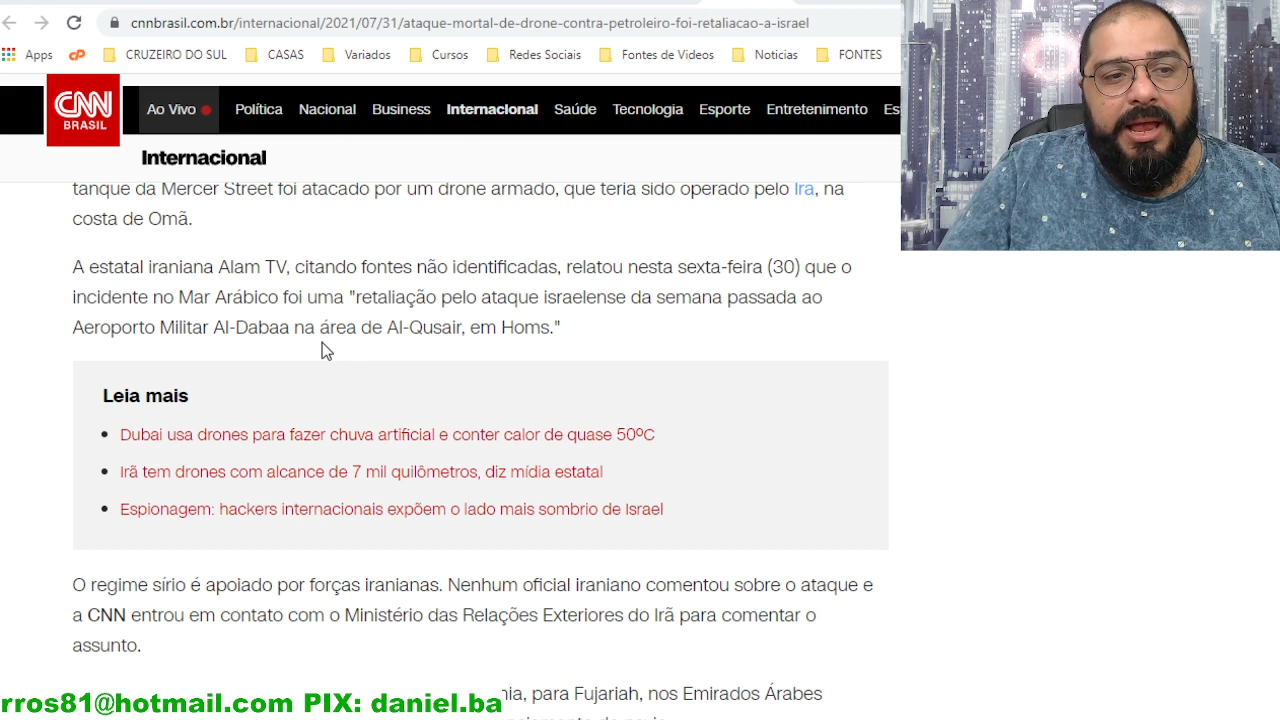 cnnbrasil.com.br/internacional/2021/07/31/ataque-mortal-de-drone-contra-petroleiro-foi-retaliacao-a-israel
Apps CRUZEIRO DO SUL CASAS Variados Cursos Redes Sociais Fontes de Videos Noticias FONTES
CNN BRASIL
Ao Vivo Política Nacional Business Internacional Saúde Tecnologia Esporte Entretenimento Es
Internacional
tanque da Mercer Street foi atacado por um drone armado, que teria sido operado pelo Irã, na
costa de Omã.
A estatal iraniana Alam TV, citando fontes não identificadas, relatou nesta sexta-feira (30) que o
incidente no Mar Arábico foi uma "retaliação pelo ataque israelense da semana passada ao
Aeroporto Militar Al-Dabaa na área de Al-Qusair, em Homs."
Leia mais
Dubai usa drones para fazer chuva artificial e conter calor de quase 50ºC
Irã tem drones com alcance de 7 mil quilômetros, diz mídia estatal
Espionagem: hackers internacionais expõem o lado mais sombrio de Israel
O regime sírio é apoiado por forças iranianas. Nenhum oficial iraniano comentou sobre o ataque e
a CNN entrou em contato com o Ministério das Relações Exteriores do Irã para comentar o
assunto.
para Fujariah, nos Emirados Árabes
rros81@hotmail.com PIX: daniel.ba